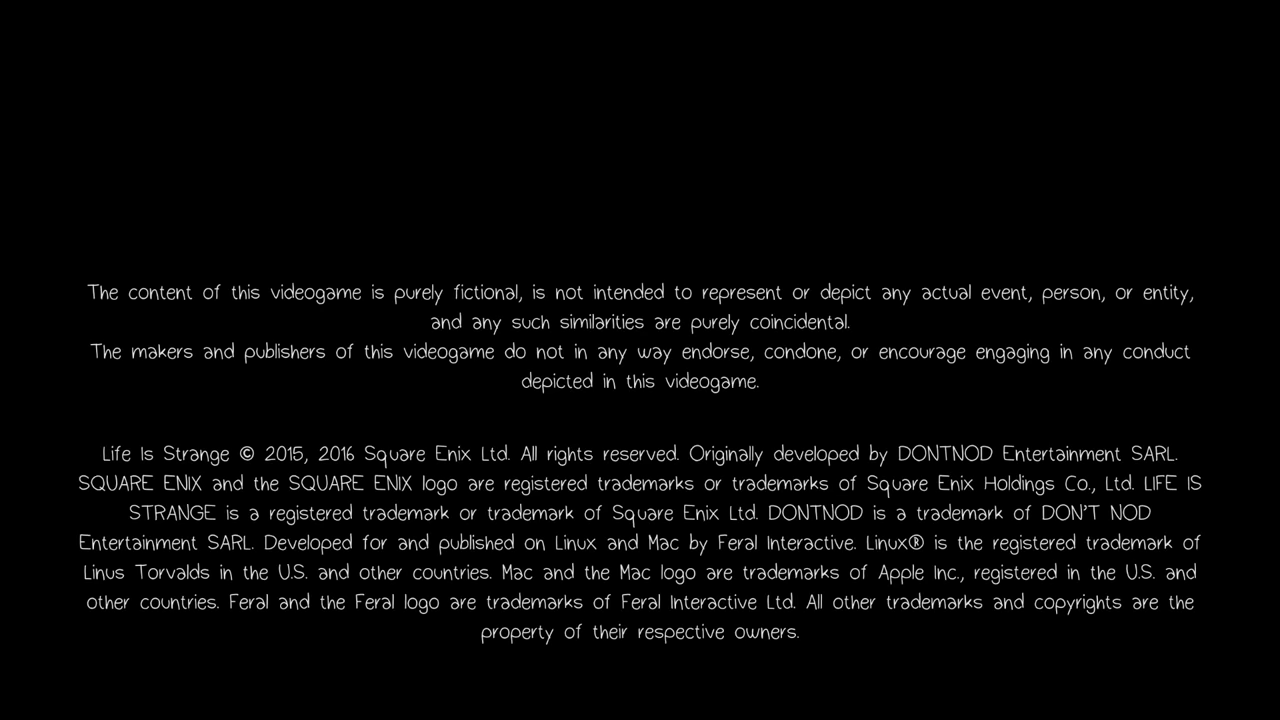 The content of this videogame is purely fictional, is not intended to represent or depict any actual event, person, or entity,
and any such similarities are purely coincidental.
The makers and publishers of this videogame do not in any way endorse, condone, or encourage engaging in any conduct
depicted in this videogame.
Life Is Strange © 2015, 2016 Square Enix Ltd. All rights reserved. Originally developed by DONTNOD Entertainment SARL.
SQUARE ENIX and the SQUARE ENIX logo are registered trademarks or trademarks of Square Enix Holdings Co., Ltd. LIFE IS
STRANGE is a registered trademark or trademark of Square Enix Ltd. DONTNOD is a trademark of DON'T NOD
Entertainment SARL. Developed for and published on Linux and Mac by Feral Interactive. Linux® is the registered trademark of
Linus Torvalds in the U.S. and other countries. Mac and the Mac logo are trademarks of Apple Inc., registered in the U.S. and
other countries. Feral and the Feral logo are trademarks of Feral Interactive Ltd. All other trademarks and copyrights are the
property of their respective owners.